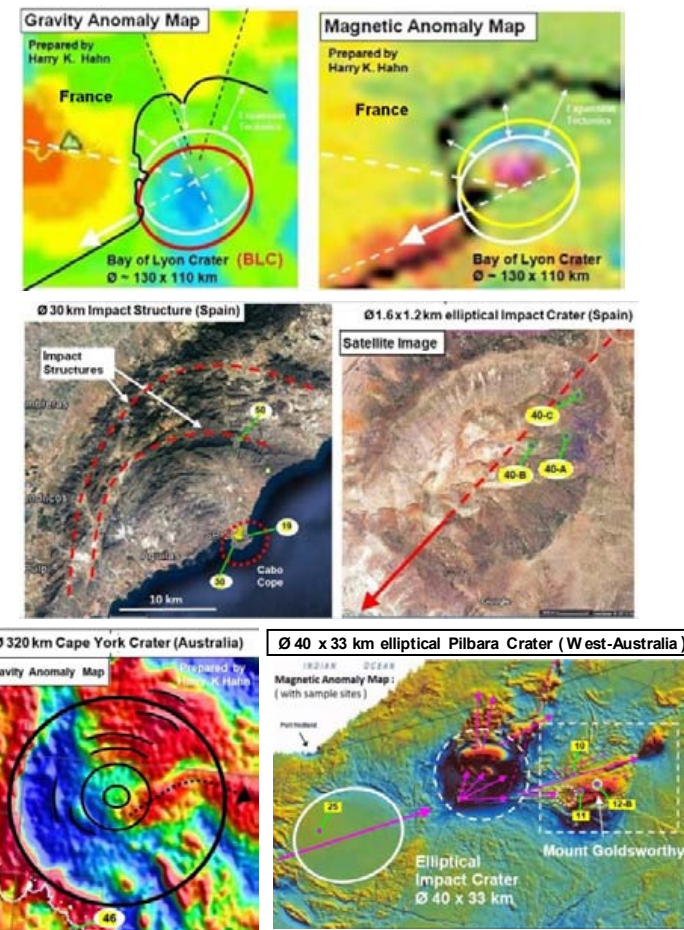 Gravity Anomaly Map
Prepared by
Harry K. Hahn
France
Expansion
Tectonics
Bay of Lyon Crater (BLC)
Ø ~ 130 x 110 km
Magnetic Anomaly Map
Prepared by
Harry K. Hahn
France
Expansion
Tectonics
Bay of Lyon Crater
Ø ~ 130 x 110 km
Ø 30 km Impact Structure (Spain)
Impact
Structures
50
19
30
Cabo
Cope
Aguilas
10 km
Ø1.6x1.2km elliptical Impact Crater (Spain)
Satellite Image
40-C
40-B
40-A
Google
Ø 320 km Cape York Crater (Australia)
avity Anomaly Map
Prepared by
Harry K Hahn
46
Ø 40 x 33 km elliptical Pilbara Crater (West-Australia)
INDIAN OCEAN
Magnetic Anomaly Map :
( with sample sites )
Port Hedland
10
25
11
12-B
Mount Goldsworthy
Elliptical
Impact Crater
Ø 40 x 33 km